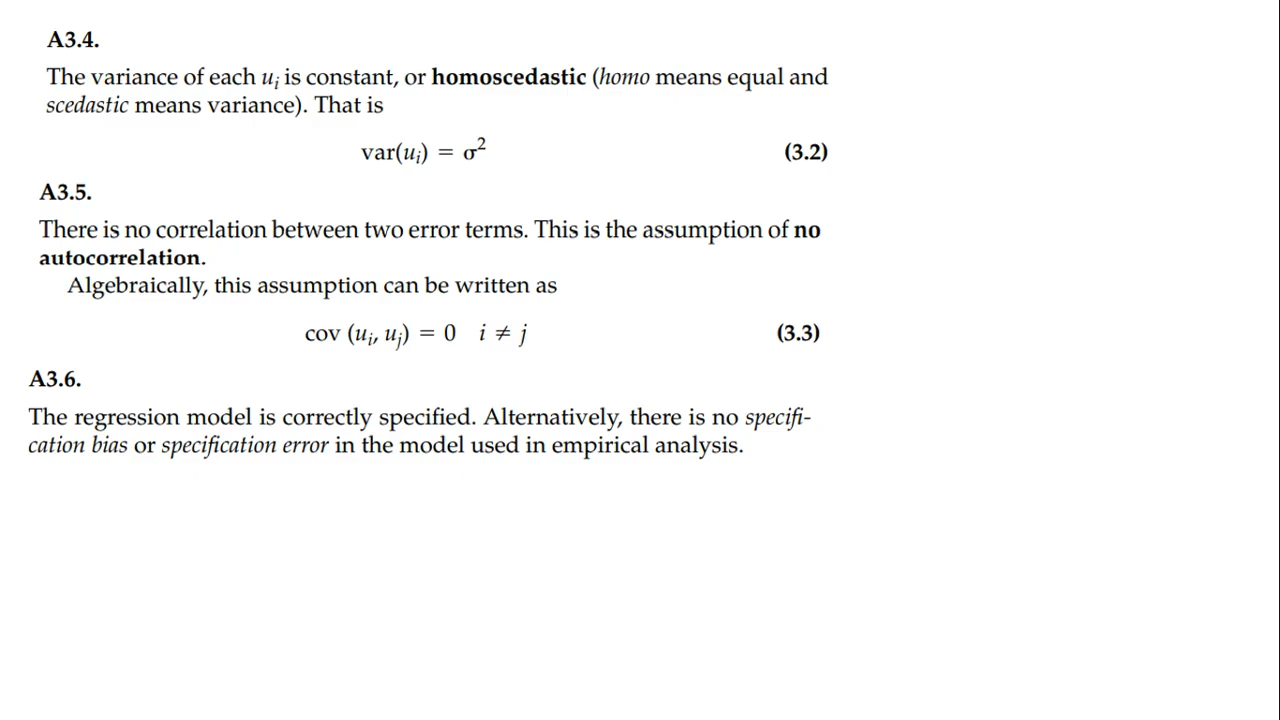 A3.4.
The variance of each uᵢ is constant, or homoscedastic (homo means equal and
scedastic means variance). That is
var(uᵢ) = σ² (3.2)
A3.5.
There is no correlation between two error terms. This is the assumption of no
autocorrelation.
Algebraically, this assumption can be written as
cov (uᵢ, uⱼ) = 0 i ≠ j (3.3)
A3.6.
The regression model is correctly specified. Alternatively, there is no specifi-
cation bias or specification error in the model used in empirical analysis.